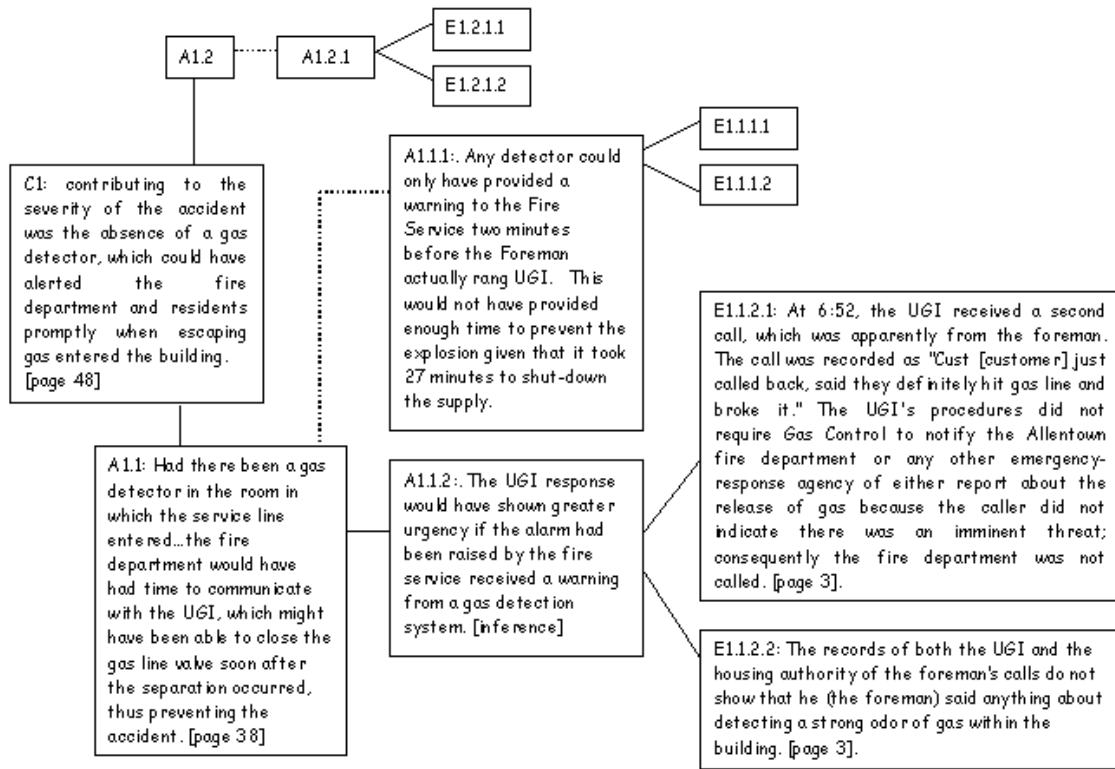 E1.2.1.1
A1.2
A1.2.1
E1.2.1.2
E1.1.1.1
E1.1.1.2
C1: contributing to the
severity of the accident
was the absence of a gas
detector, which could have
alerted the fire
department and residents
promptly when escaping
gas entered the building.
[page 48]
A1.1.1:. Any detector could
only have provided a
warning to the Fire
Service two minutes
before the Foreman
actually rang UGI. This
would not have provided
enough time to prevent the
explosion given that it took
27 minutes to shut-down
the supply.
A1.1: Had there been a gas
detector in the room in
which the service line
entered...the fire
department would have
had time to communicate
with the UGI, which might
have been able to close the
gas line valve soon after
the separation occurred,
thus preventing the
accident. [page 38]
A1.1.2:. The UGI response
would have shown greater
urgency if the alarm had
been raised by the fire
service received a warning
from a gas detection
system. [inference]
E1.1.2.1: At 6:52, the UGI received a second
call, which was apparently from the foreman.
The call was recorded as "Cust [customer] just
called back, said they definitely hit gas line and
broke it." The UGI's procedures did not
require Gas Control to notify the Allentown
fire department or any other emergency-
response agency of either report about the
release of gas because the caller did not
indicate there was an imminent threat;
consequently the fire department was not
called. [page 3].
E1.1.2.2: The records of both the UGI and the
housing authority of the foreman's calls do not
show that he (the foreman) said anything about
detecting a strong odor of gas within the
building. [page 3].